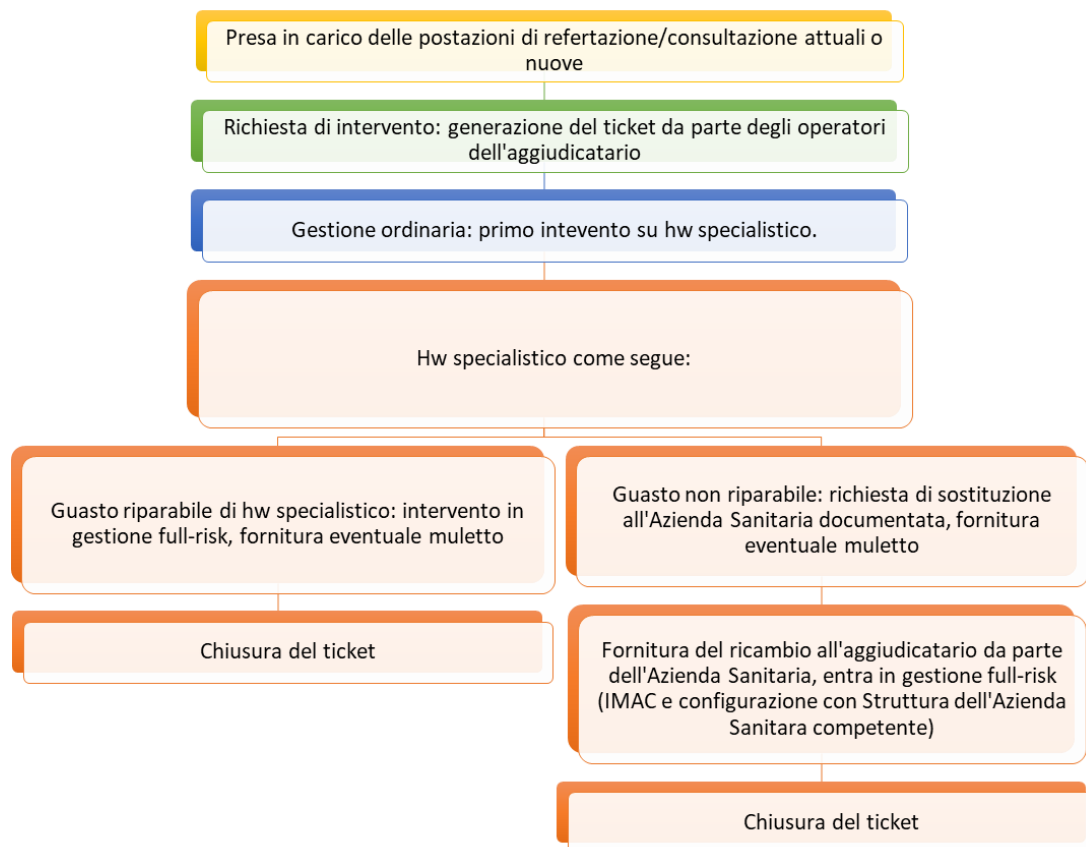 Presa in carico delle postazioni di refertazione/consultazione attuali o
nuove
Richiesta di intervento: generazione del ticket da parte degli operatori
dell'aggiudicatario
Gestione ordinaria: primo intevento su hw specialistico.
Hw specialistico come segue:
Guasto riparabile di hw specialistico: intervento in
gestione full-risk, fornitura eventuale muletto
Chiusura del ticket
Guasto non riparabile: richiesta di sostituzione
all'Azienda Sanitaria documentata, fornitura
eventuale muletto
Fornitura del ricambio all'aggiudicatario da parte
dell'Azienda Sanitaria, entra in gestione full-risk
(IMAC e configurazione con Struttura dell'Azienda
Sanitara competente)
Chiusura del ticket